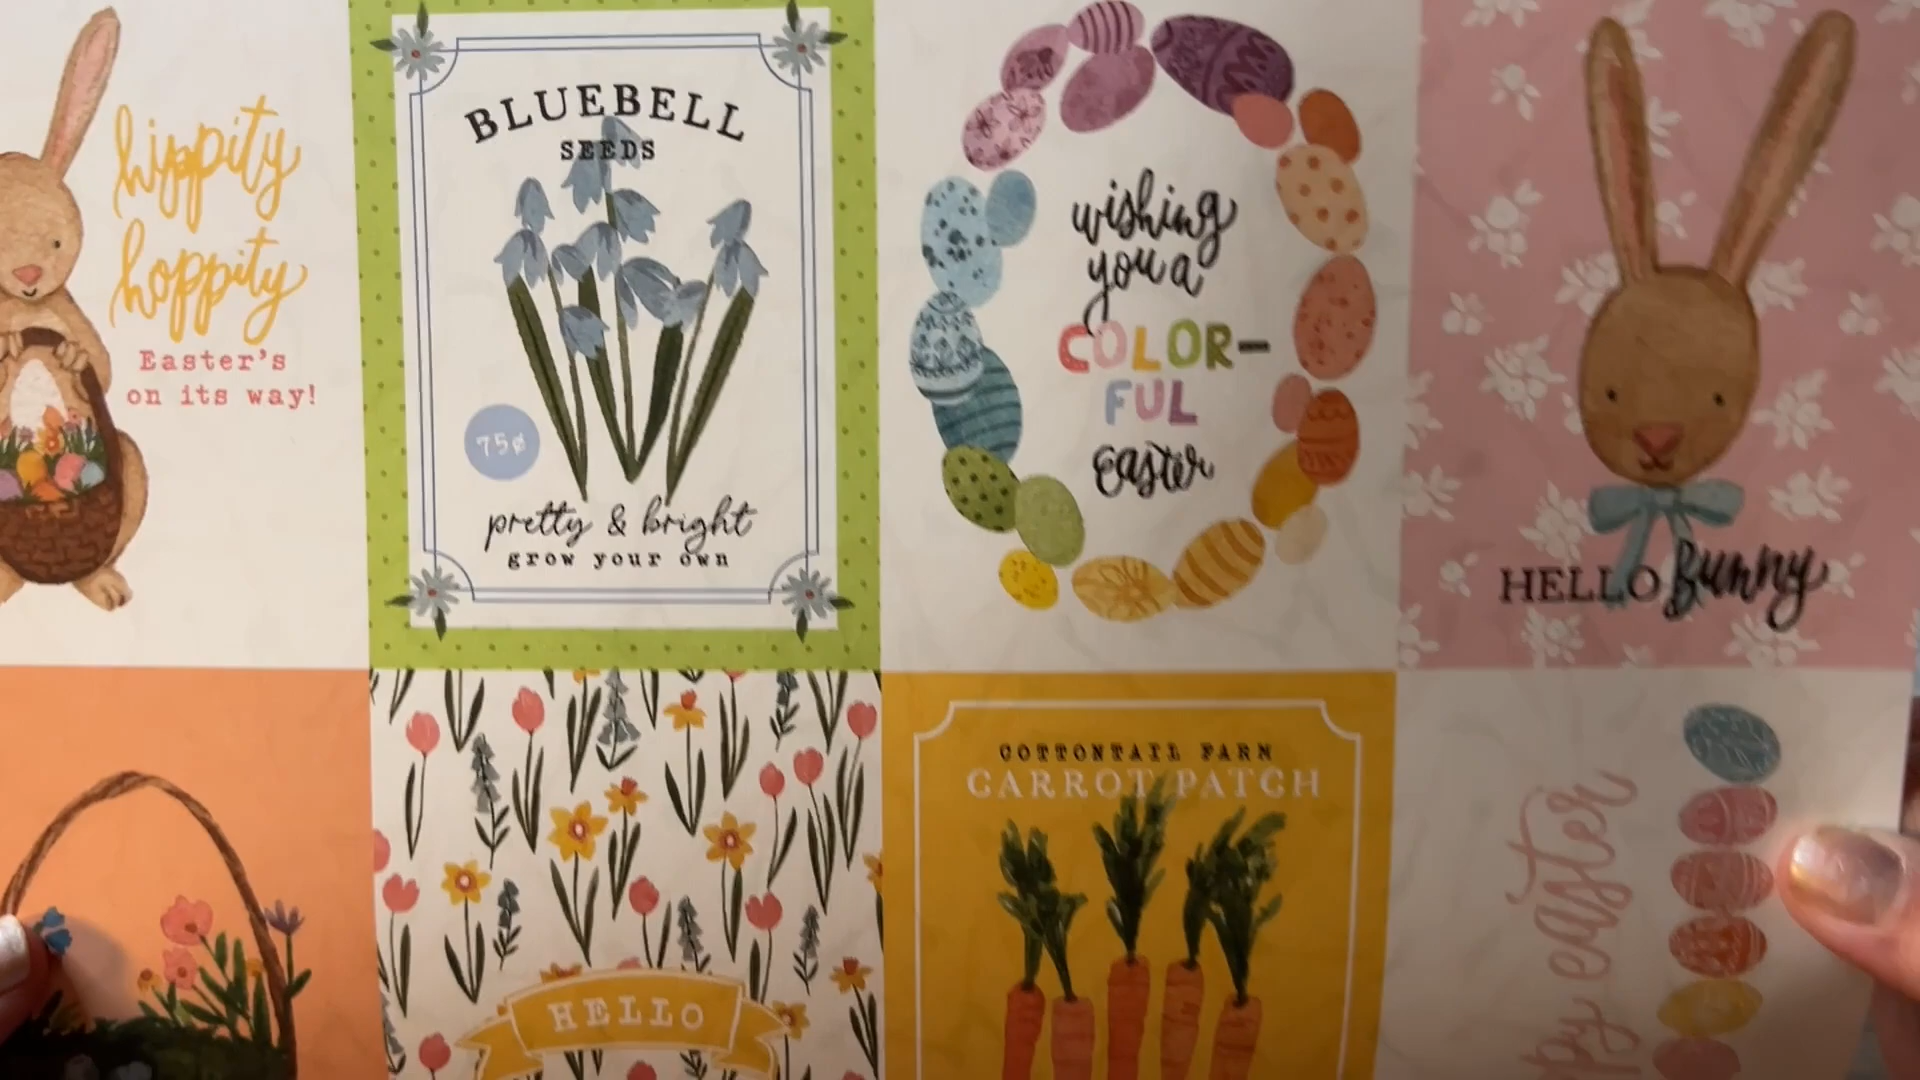 hippity
hoppity
Easter's
on its way!
BLUEBELL
SEEDS
75¢
pretty & bright
grow your own
wishing
you a
COLOR-
FUL
easter
HELLO Bunny
HELLO
COTTONTAIL FARM
CARROT PATCH
easter